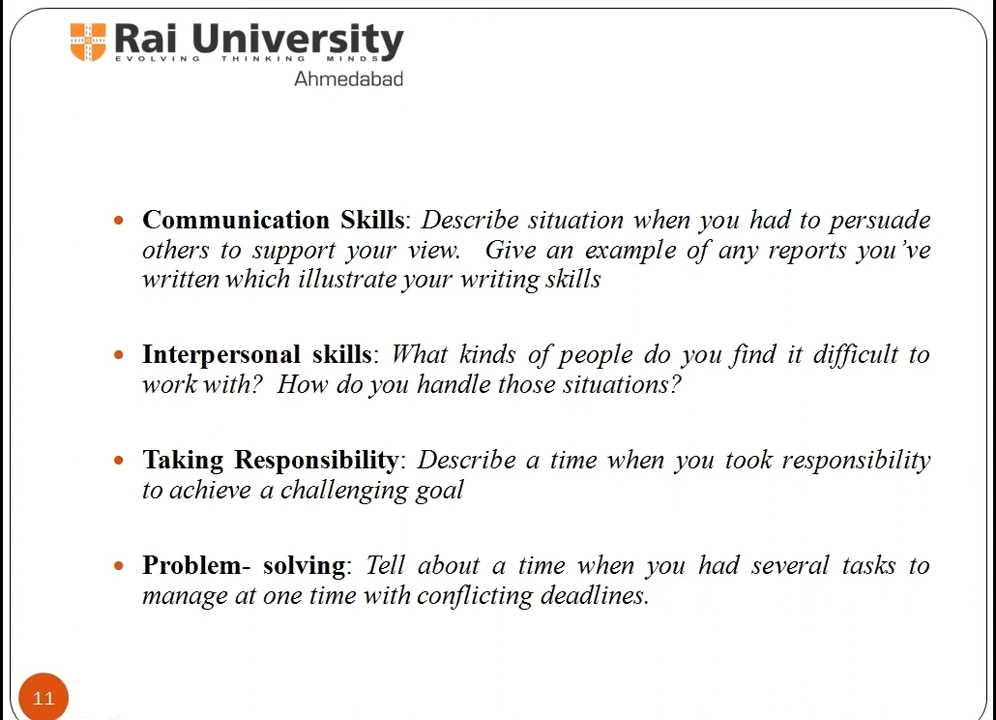 Rai University
EVOLVING THINKING MINDS
Ahmedabad
• Communication Skills: Describe situation when you had to persuade
others to support your view.  Give an example of any reports you’ve
written which illustrate your writing skills
• Interpersonal skills: What kinds of people do you find it difficult to
work with?  How do you handle those situations?
• Taking Responsibility: Describe a time when you took responsibility
to achieve a challenging goal
• Problem- solving: Tell about a time when you had several tasks to
manage at one time with conflicting deadlines.
11